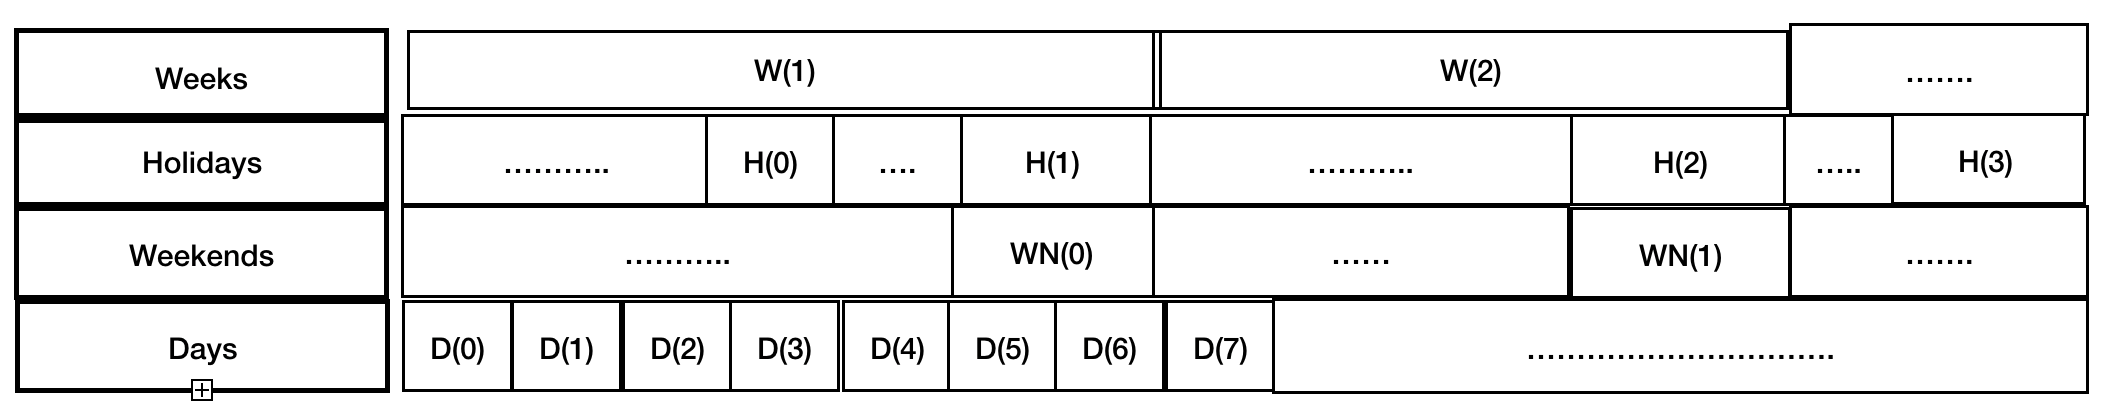 Weeks W(1) W(2) .......
Holidays ........... H(0) .... H(1) ........... H(2) ..... H(3)
Weekends ........... WN(0) ...... WN(1) .......
Days D(0) D(1) D(2) D(3) D(4) D(5) D(6) D(7) ...............................